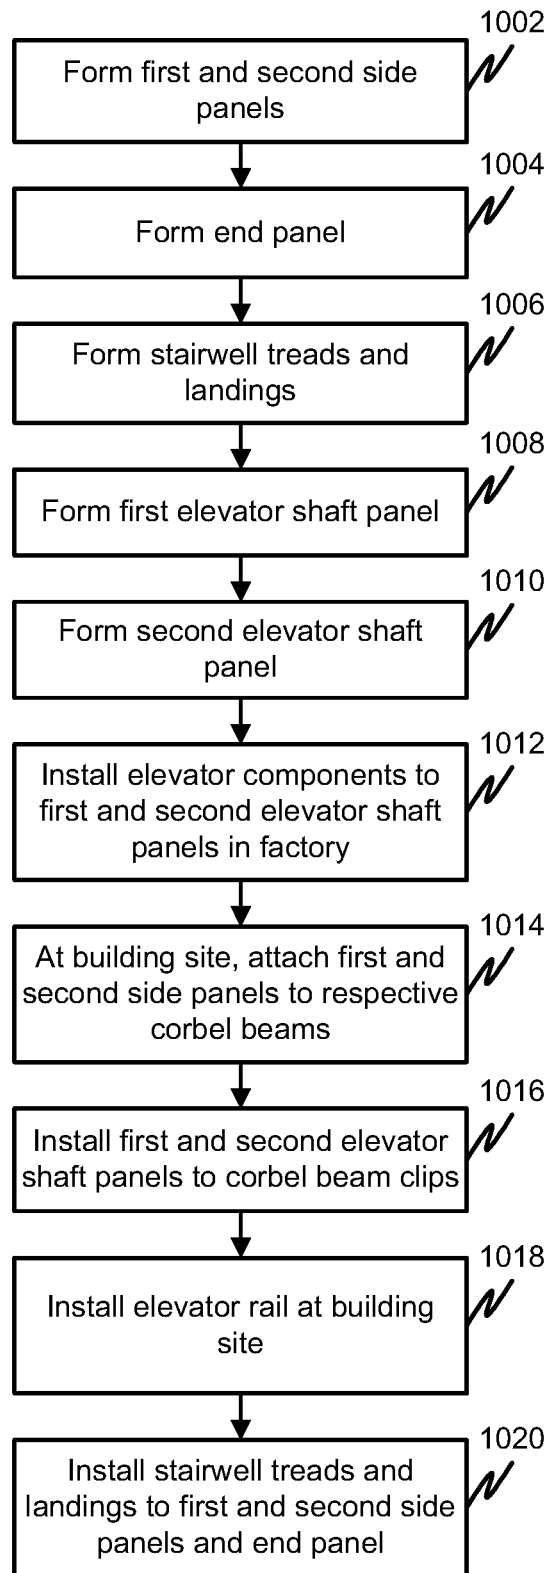 1002
Form first and second side
panels
1004
Form end panel
1006
Form stairwell treads and
landings
1008
Form first elevator shaft panel
1010
Form second elevator shaft
panel
1012
Install elevator components to
first and second elevator shaft
panels in factory
1014
At building site, attach first and
second side panels to respective
corbel beams
1016
Install first and second elevator
shaft panels to corbel beam clips
1018
Install elevator rail at building
site
1020
Install stairwell treads and
landings to first and second side
panels and end panel